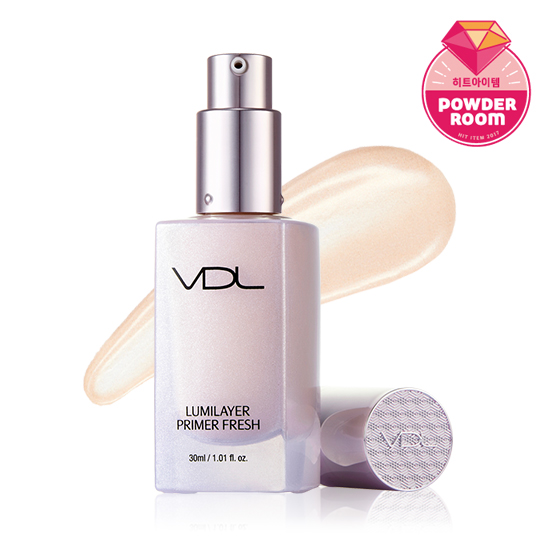 히트아이템
POWDER
ROOM
HIT ITEM 2017
VDL
LUMILAYER
PRIMER FRESH
30ml / 1.01 fl. oz.
VDL